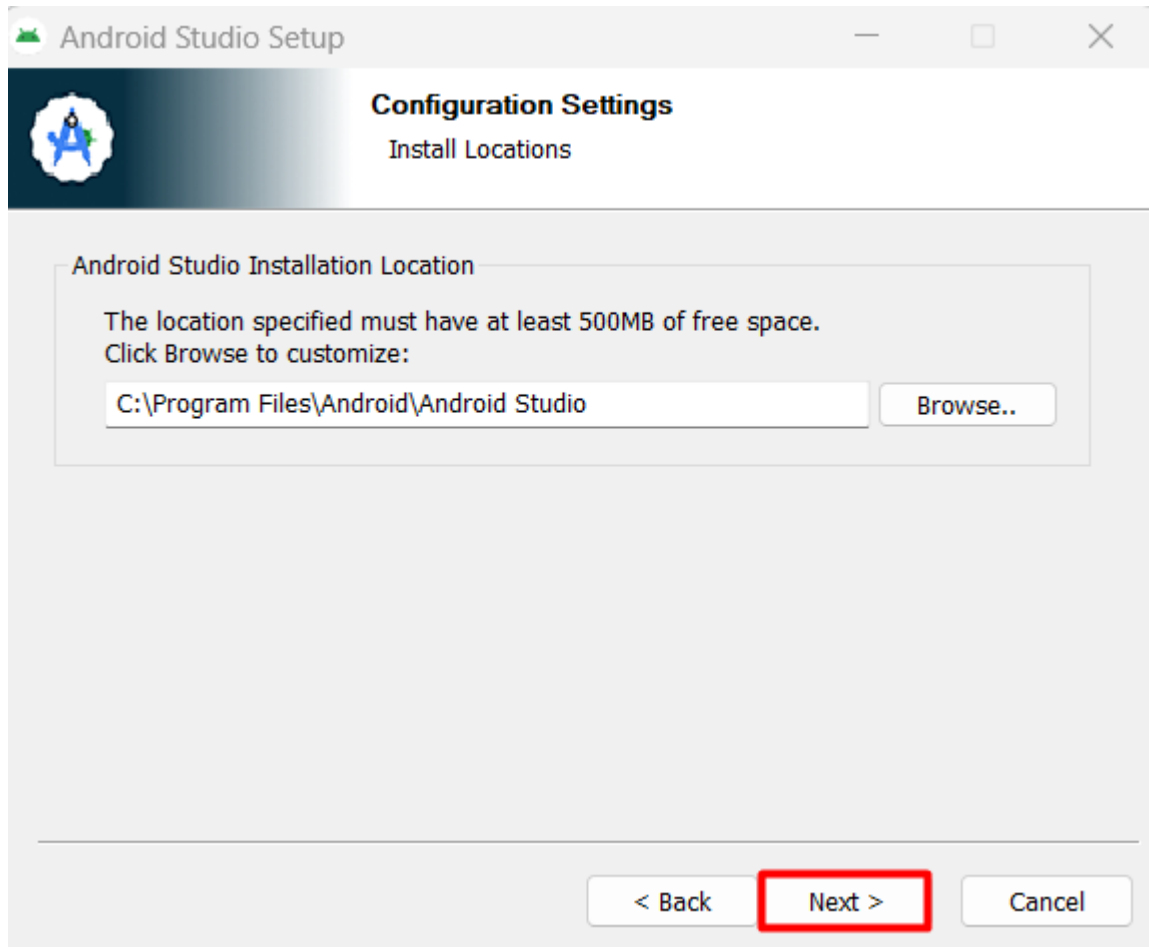 Android Studio Setup
Configuration Settings
Install Locations
Android Studio Installation Location
The location specified must have at least 500MB of free space.
Click Browse to customize:
C:\Program Files\Android\Android Studio
Browse..
< Back
Next >
Cancel